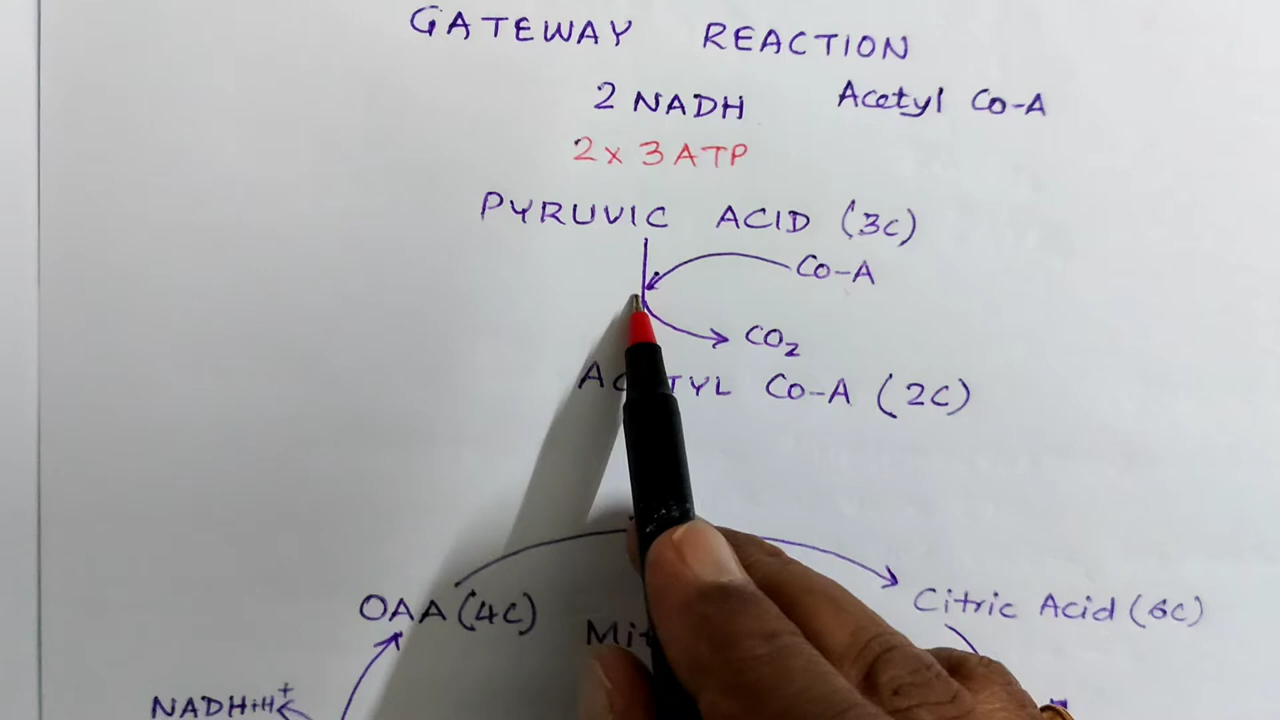 GATEWAY REACTION
2 NADH Acetyl Co-A
2 x 3 ATP
PYRUVIC ACID (3C)
Co-A
CO2
Co-A (2C)
OAA (4C)
Citric Acid (6C)
NADH+H+